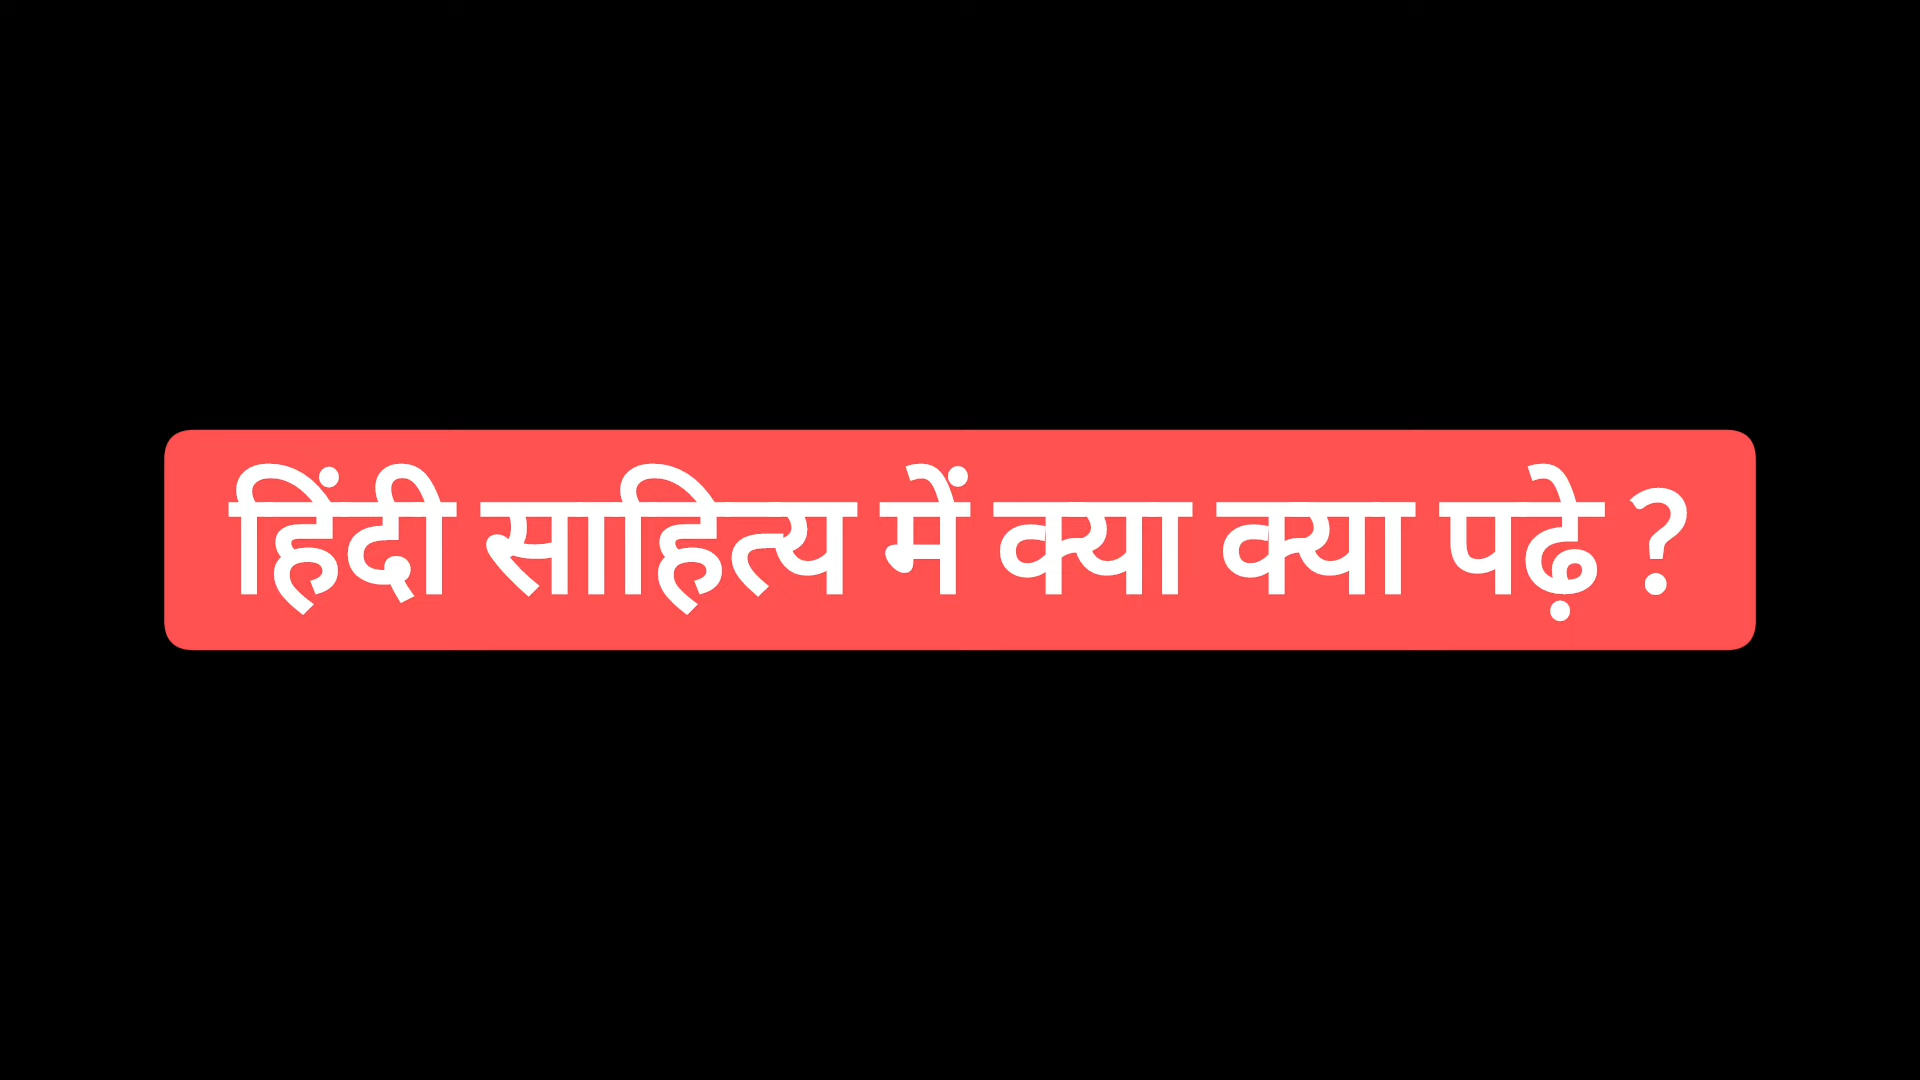 हिंदी साहित्य में क्या क्या पढ़े ?